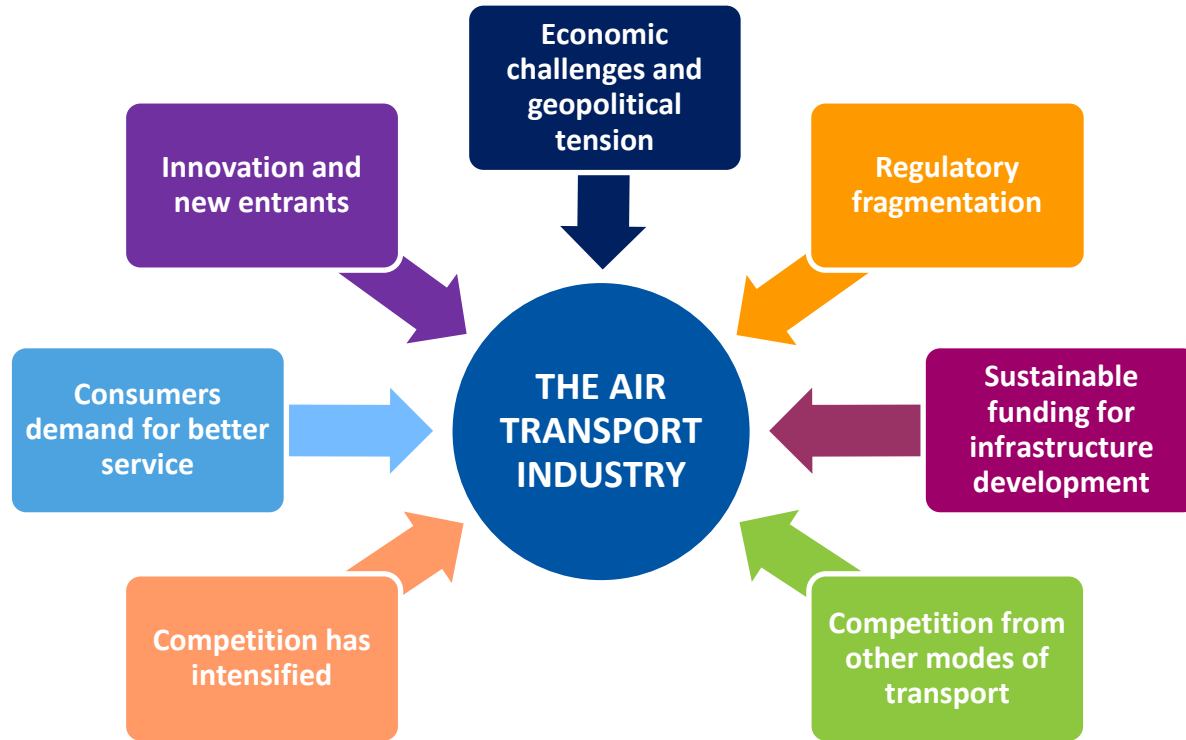 Economic
challenges and
geopolitical
tension
Innovation and
new entrants
Regulatory
fragmentation
Consumers
demand for better
service
THE AIR
TRANSPORT
INDUSTRY
Sustainable
funding for
infrastructure
development
Competition has
intensified
Competition from
other modes of
transport